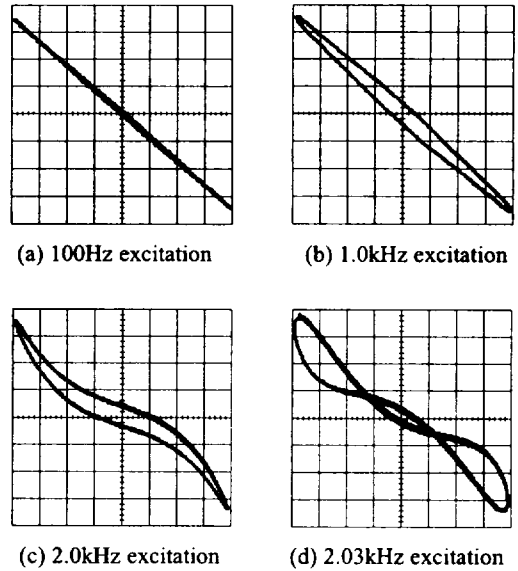 (a) 100Hz excitation
(b) 1.0kHz excitation
(c) 2.0kHz excitation
(d) 2.03kHz excitation